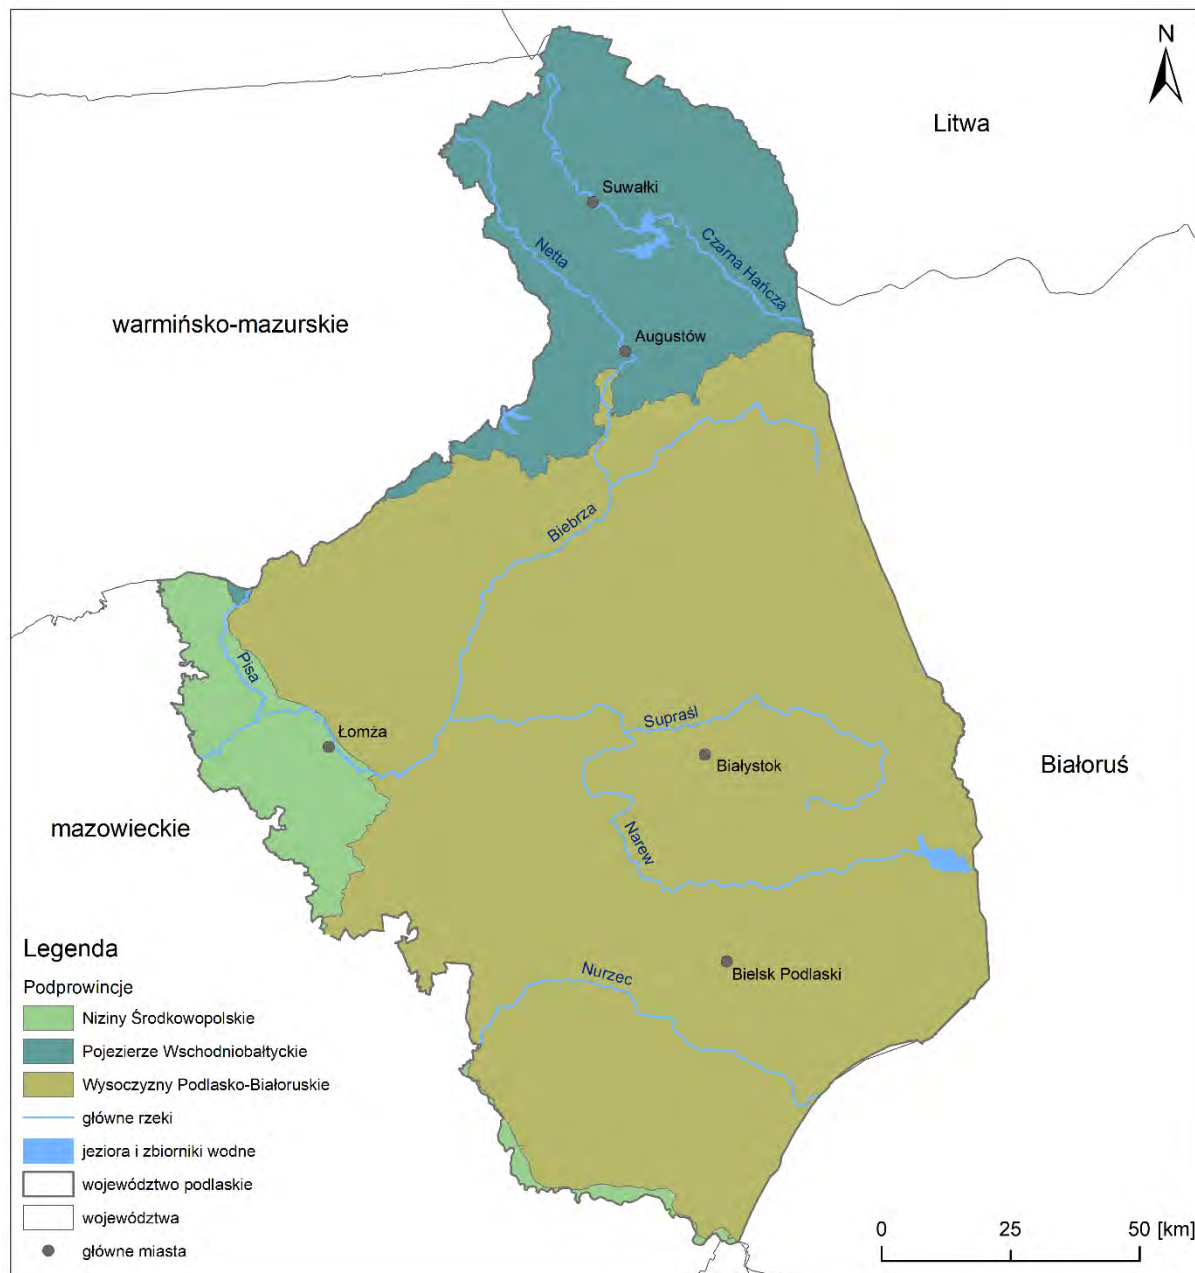 N
Litwa
Suwałki
Czarna Hańcza
Netta
warmińsko-mazurskie
Augustów
Biebrza
Pisa
Łomża
Supraśl
Białystok
Białoruś
mazowieckie
Narew
Bielsk Podlaski
Nurzec
Legenda
Podprowincje
Niziny Środkowopolskie
Pojezierze Wschodniobałtyckie
Wysoczyzny Podlasko-Białoruskie
główne rzeki
jeziora i zbiorniki wodne
województwo podlaskie
województwa
główne miasta
0 25 50 [km]